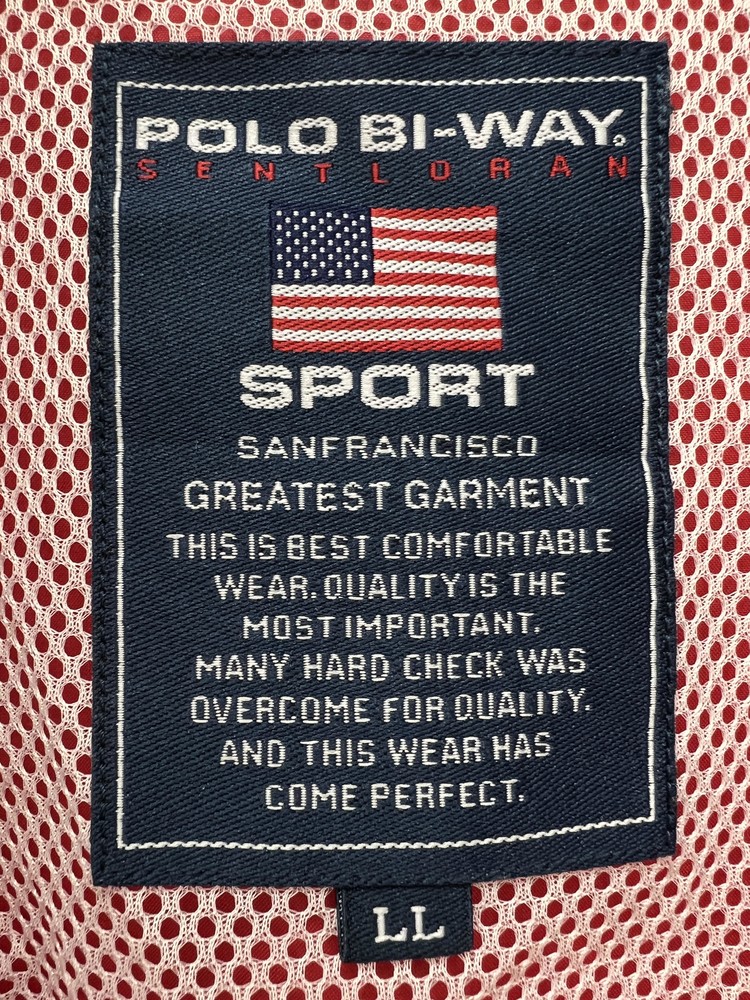 POLO BI-WAY.
SENTLORAN
SPORT
SANFRANCISCO
GREATEST GARMENT
THIS IS BEST COMFORTABLE
WEAR. QUALITY IS THE
MOST IMPORTANT.
MANY HARD CHECK WAS
OVERCOME FOR QUALITY.
AND THIS WEAR HAS
COME PERFECT.
LL